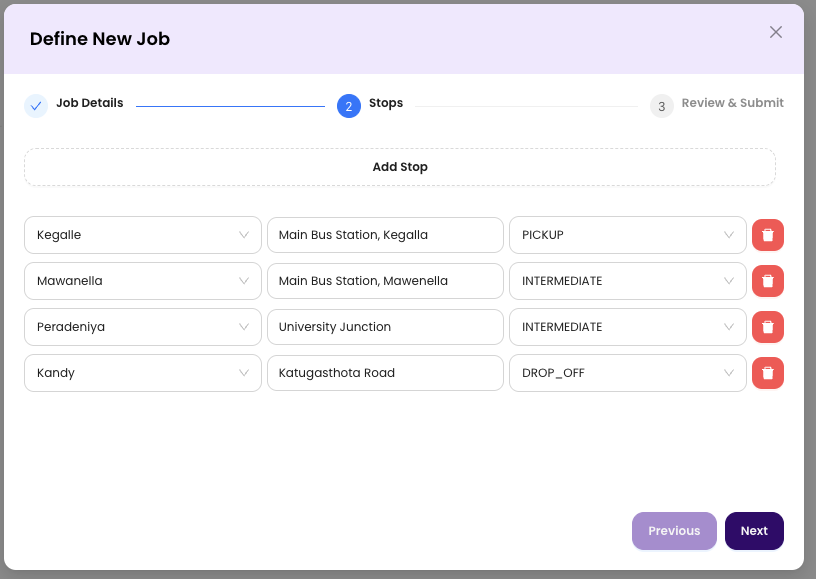 Define New Job
Job Details
2 Stops
3 Review & Submit
Add Stop
Kegalle Main Bus Station, Kegalla PICKUP
Mawanella Main Bus Station, Mawenella INTERMEDIATE
Peradeniya University Junction INTERMEDIATE
Kandy Katugasthota Road DROP_OFF
Previous Next